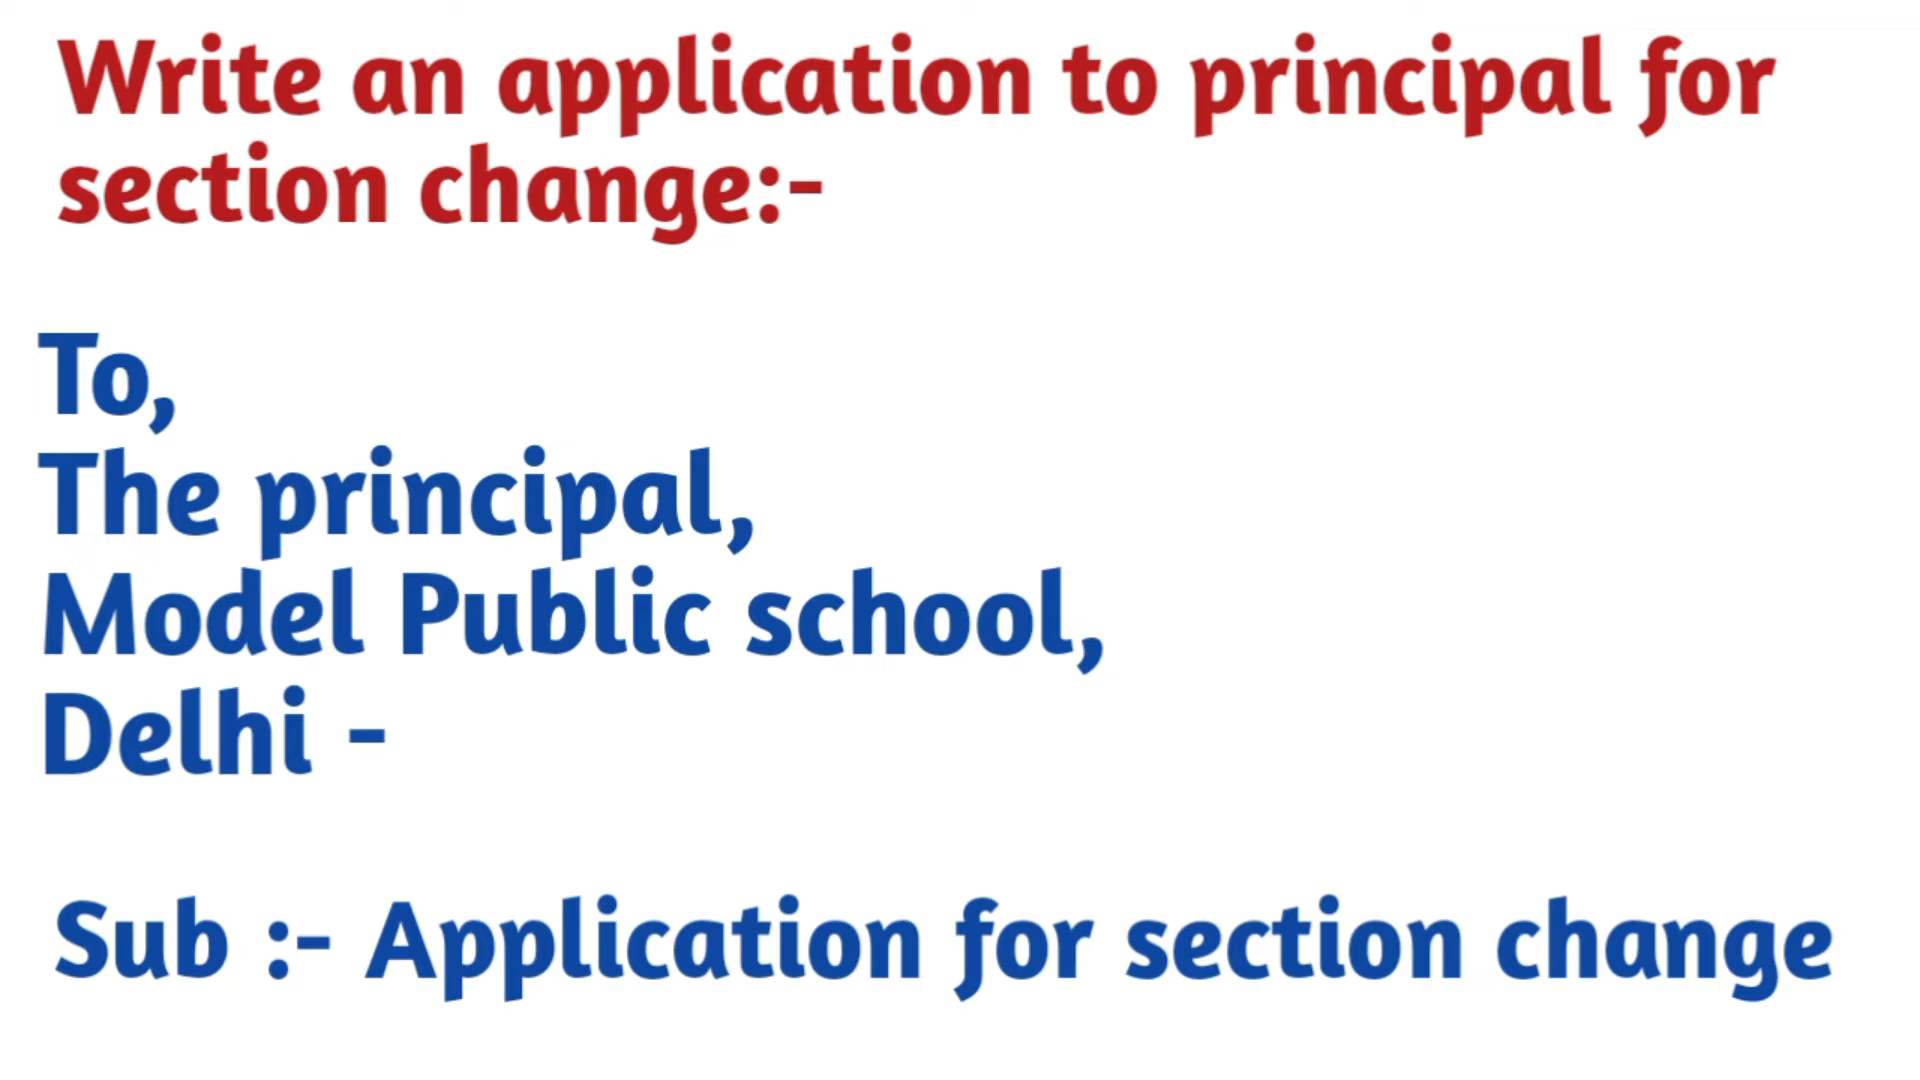 Write an application to principal for
section change:-
To,
The principal,
Model Public school,
Delhi -
Sub :- Application for section change